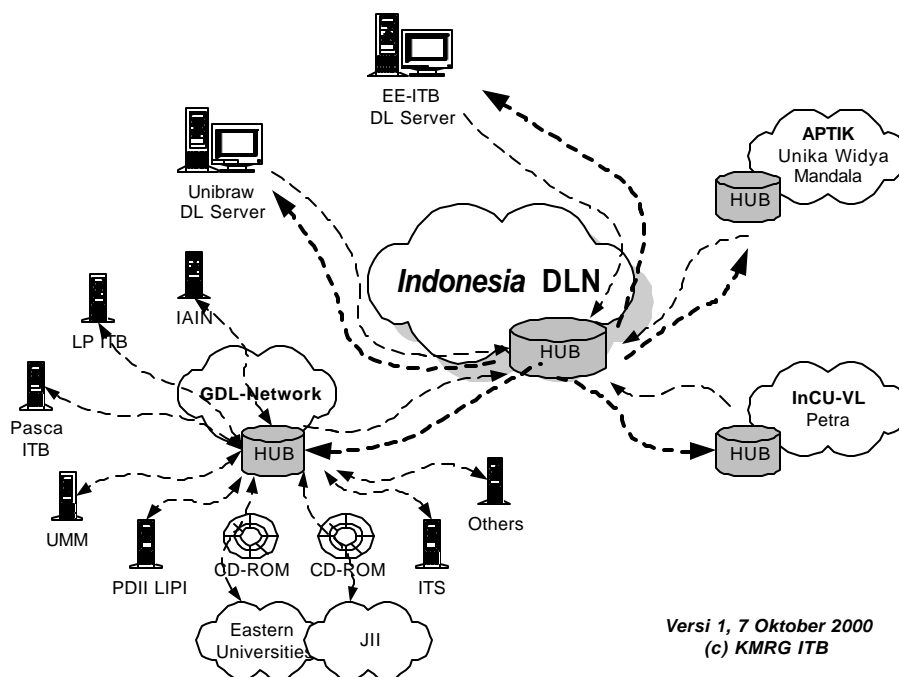 EE-ITB
DL Server
APTIK
Unika Widya
Mandala
HUB
Unibraw
DL Server
Indonesia DLN
HUB
IAIN
LP ITB
GDL-Network
HUB
Pasca
ITB
InCU-VL
Petra
HUB
UMM
PDII LIPI
CD-ROM
CD-ROM
ITS
Others
Eastern
Universities
JII
Versi 1, 7 Oktober 2000
(c) KMRG ITB